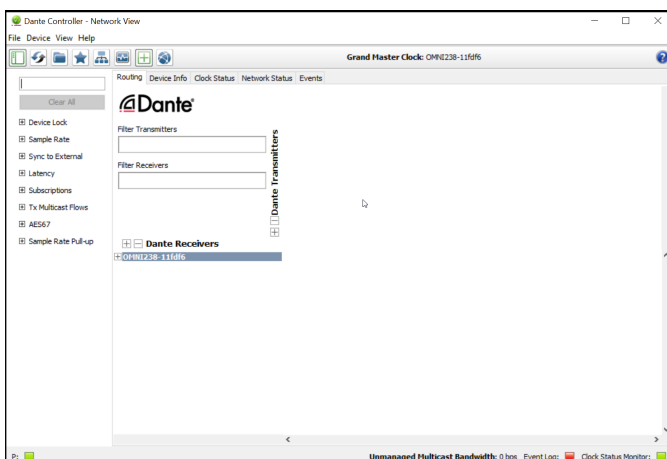 Dante Controller - Network View
File Device View Help
Grand Master Clock: OMNI238-11fdf6
Routing Device Info Clock Status Network Status Events
Clear All
Device Lock
Sample Rate
Sync to External
Latency
Subscriptions
Tx Multicast Flows
AES67
Sample Rate Pull-up
Dante
Filter Transmitters
Filter Receivers
Dante Transmitters
Dante Receivers
OMNI238-11fdf6
P:
Unmanaged Multicast Bandwidth: 0 bps Event Log: Clock Status Monitor: